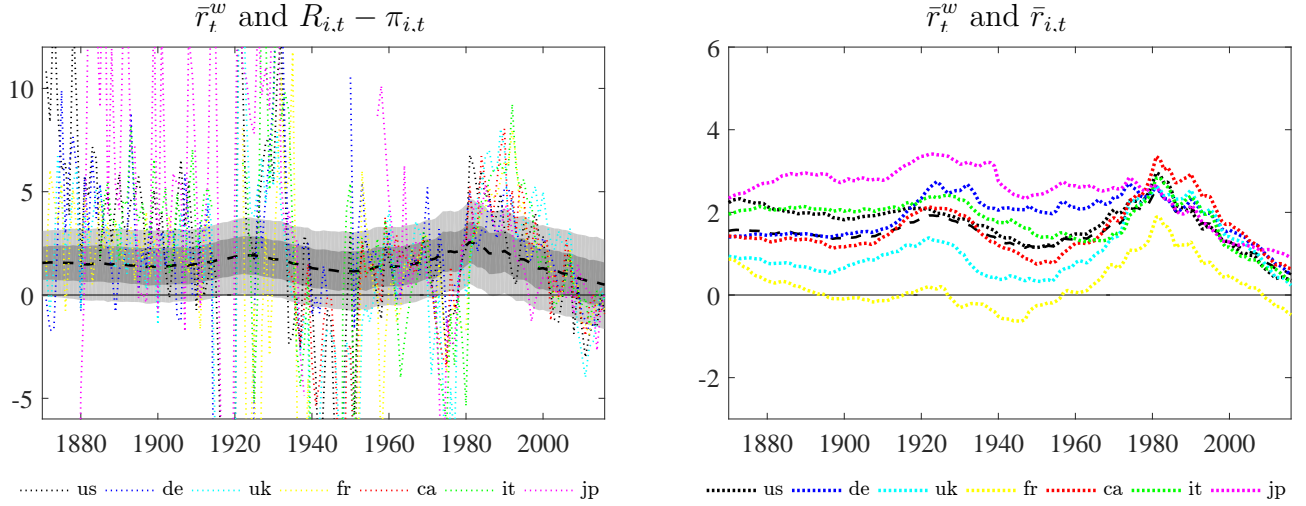 r̄ʷₜ and Rᵢ,ₜ − πᵢ,ₜ
10
5
0
-5
1880 1900 1920 1940 1960 1980 2000
us de uk fr ca it jp
r̄ʷₜ and r̄ᵢ,ₜ
6
4
2
0
-2
1880 1900 1920 1940 1960 1980 2000
us de uk fr ca it jp